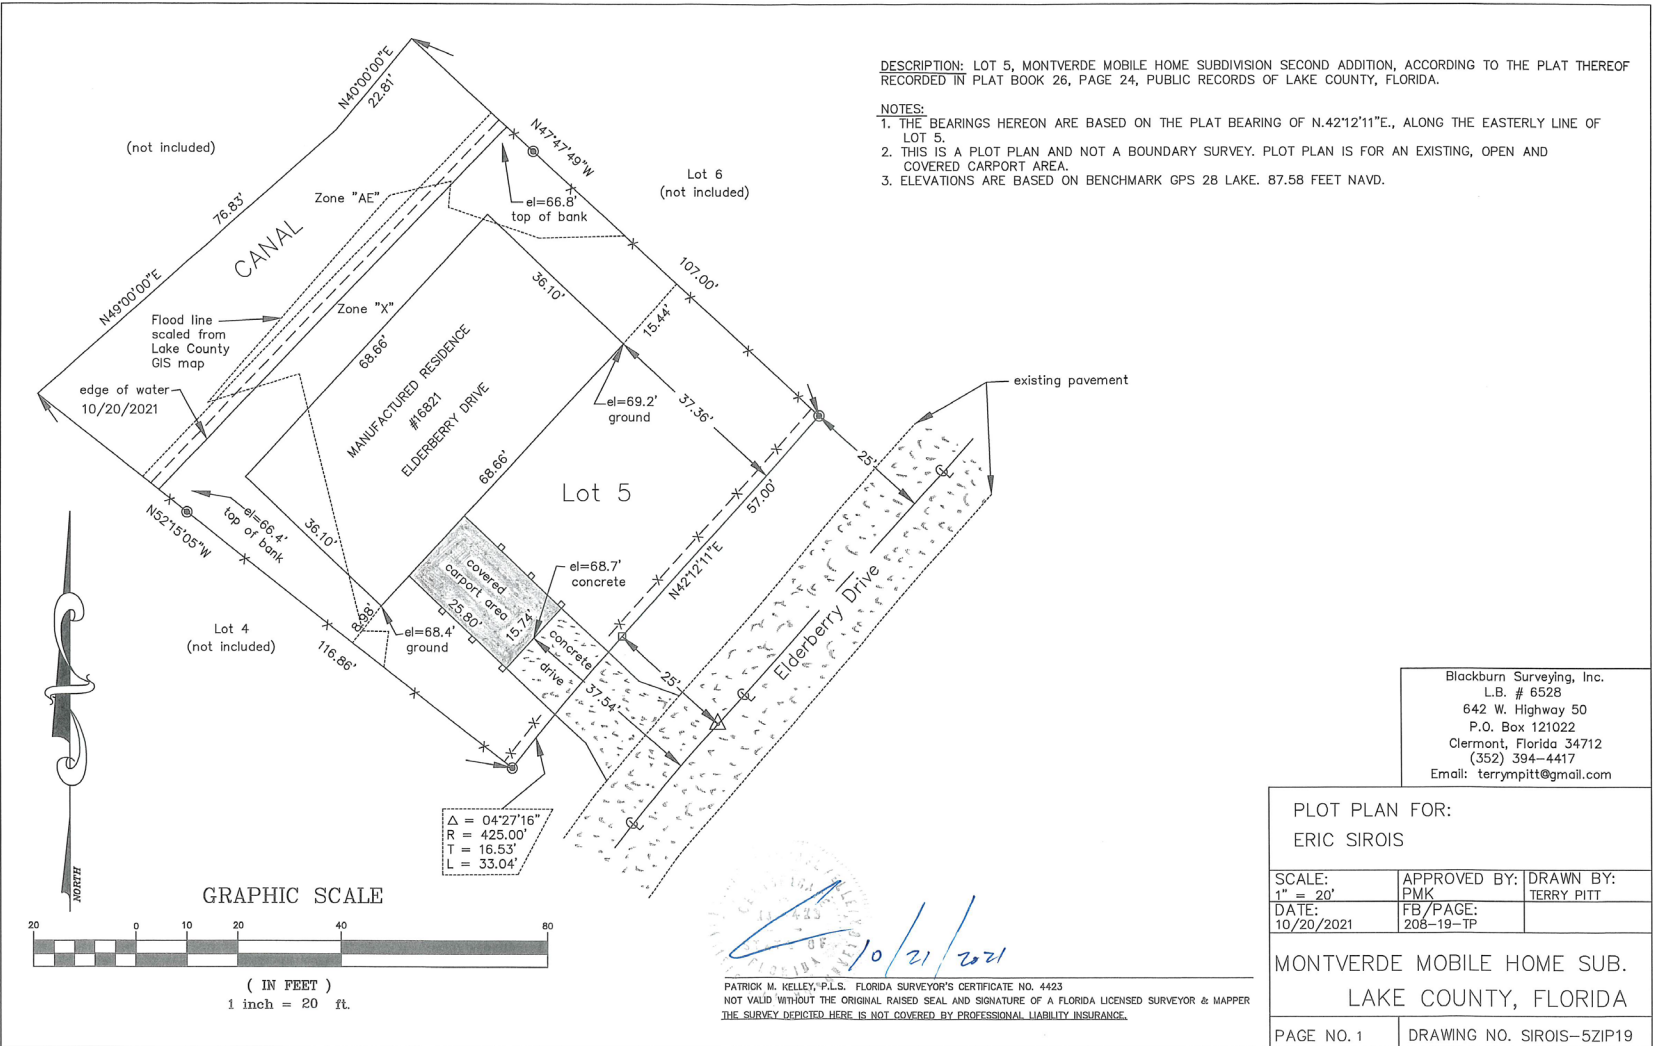 DESCRIPTION: LOT 5, MONTVERDE MOBILE HOME SUBDIVISION SECOND ADDITION, ACCORDING TO THE PLAT THEREOF
RECORDED IN PLAT BOOK 26, PAGE 24, PUBLIC RECORDS OF LAKE COUNTY, FLORIDA.
NOTES:
1. THE BEARINGS HEREON ARE BASED ON THE PLAT BEARING OF N.42°12'11"E., ALONG THE EASTERLY LINE OF
LOT 5.
2. THIS IS A PLOT PLAN AND NOT A BOUNDARY SURVEY. PLOT PLAN IS FOR AN EXISTING, OPEN AND
COVERED CARPORT AREA.
3. ELEVATIONS ARE BASED ON BENCHMARK GPS 28 LAKE. 87.58 FEET NAVD.
N40°00'00"E
22.81'
(not included)
N47°47'49"W
Lot 6
(not included)
Zone "AE"
el=66.8'
top of bank
76.83'
CANAL
107.00'
36.10'
N49°00'00"E
Zone "X"
15.44'
Flood line
scaled from
Lake County
GIS map
68.66'
MANUFACTURED RESIDENCE
#16821
ELDERBERRY DRIVE
edge of water
10/20/2021
el=69.2'
ground
37.36'
existing pavement
25'
68.66'
Lot 5
57.00'
N52°15'05"W
el=66.4'
top of bank
36.10'
covered
carport area
25.80'
15.74'
el=68.7'
concrete
N42°12'11"E
Elderberry Drive
8.98'
el=68.4'
ground
Lot 4
(not included)
116.86'
concrete
drive
25'
37.54'
Δ = 04°27'16"
R = 425.00'
T = 16.53'
L = 33.04'
NORTH
GRAPHIC SCALE
20 0 10 20 40 80
( IN FEET )
1 inch = 20 ft.
10/21/2021
PATRICK M. KELLEY, P.L.S. FLORIDA SURVEYOR'S CERTIFICATE NO. 4423
NOT VALID WITHOUT THE ORIGINAL RAISED SEAL AND SIGNATURE OF A FLORIDA LICENSED SURVEYOR & MAPPER
THE SURVEY DEPICTED HERE IS NOT COVERED BY PROFESSIONAL LIABILITY INSURANCE.
Blackburn Surveying, Inc.
L.B. # 6528
642 W. Highway 50
P.O. Box 121022
Clermont, Florida 34712
(352) 394-4417
Email: terrympitt@gmail.com
PLOT PLAN FOR:
ERIC SIROIS
SCALE:
1" = 20'
APPROVED BY:
PMK
DRAWN BY:
TERRY PITT
DATE:
10/20/2021
FB/PAGE:
208-19-TP
MONTVERDE MOBILE HOME SUB.
LAKE COUNTY, FLORIDA
PAGE NO. 1
DRAWING NO. SIROIS-5ZIP19